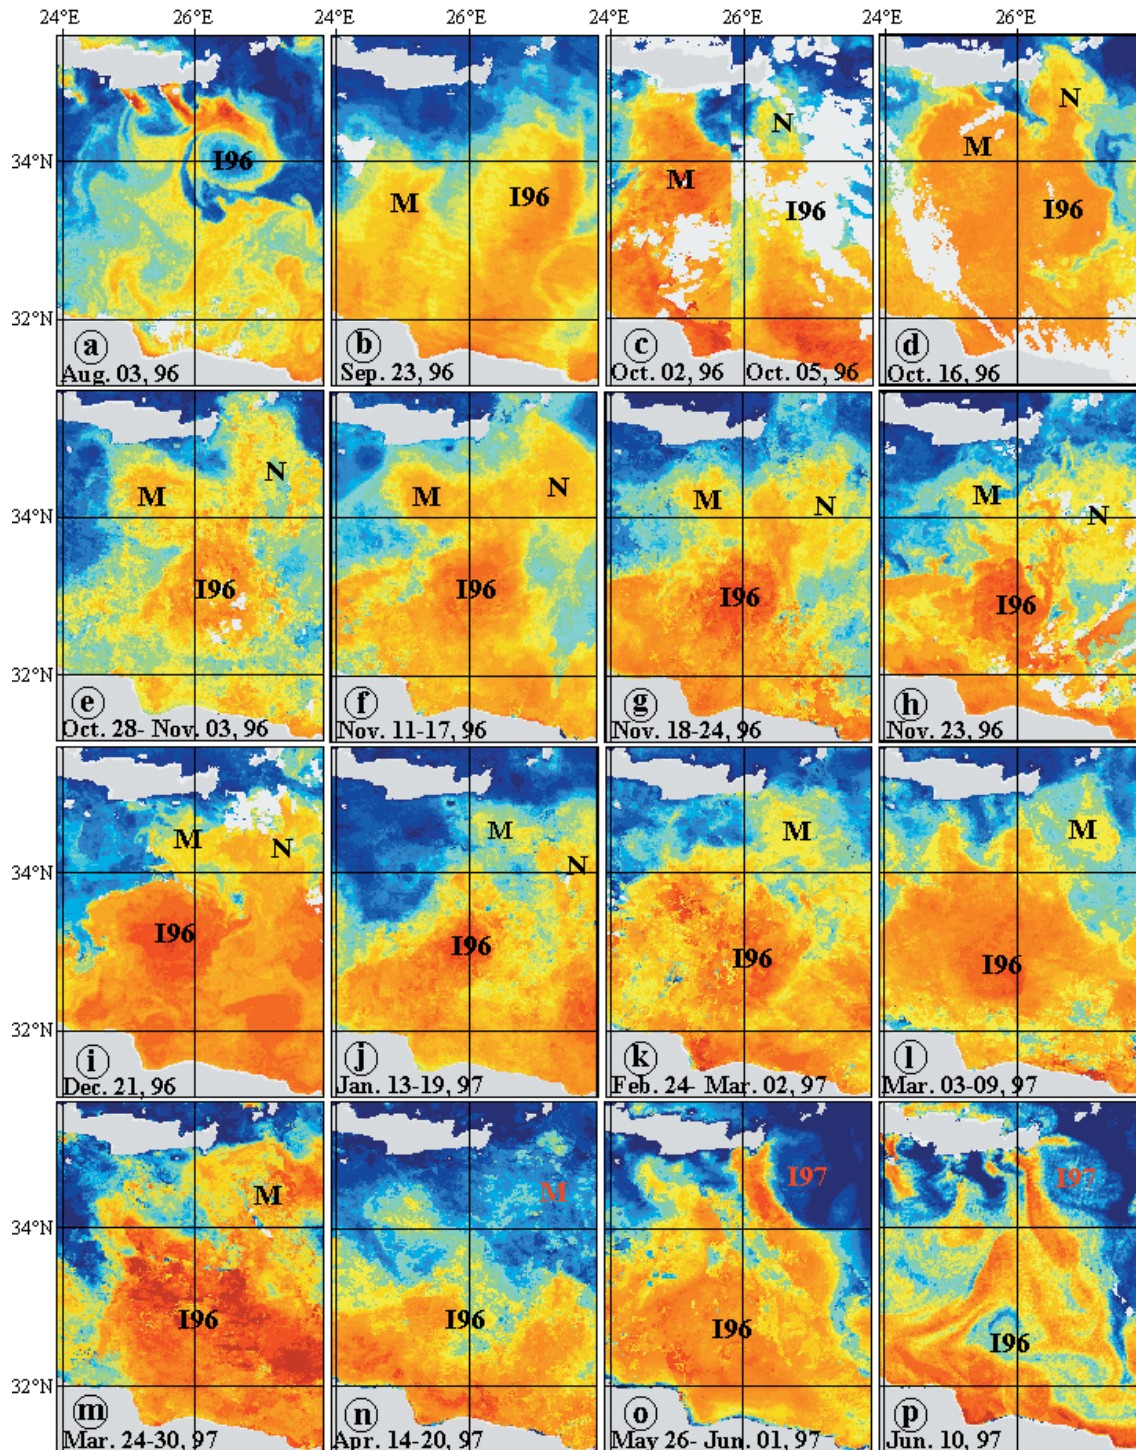 24°E 26°E 24°E 26°E 24°E 26°E 24°E 26°E
34°N
32°N
I96
a
Aug. 03, 96
M I96
b
Sep. 23, 96
N
M
I96
c
Oct. 02, 96 Oct. 05, 96
N
M
I96
d
Oct. 16, 96
34°N
32°N
N
M
I96
e
Oct. 28- Nov. 03, 96
M N
I96
f
Nov. 11-17, 96
M N
I96
g
Nov. 18-24, 96
M
N
I96
h
Nov. 23, 96
34°N
32°N
M N
I96
i
Dec. 21, 96
M
N
I96
j
Jan. 13-19, 97
M
I96
k
Feb. 24- Mar. 02, 97
M
I96
l
Mar. 03-09, 97
34°N
32°N
M
I96
m
Mar. 24-30, 97
M
I96
n
Apr. 14-20, 97
I97
I96
o
May 26- Jun. 01, 97
I97
I96
p
Jun. 10, 97